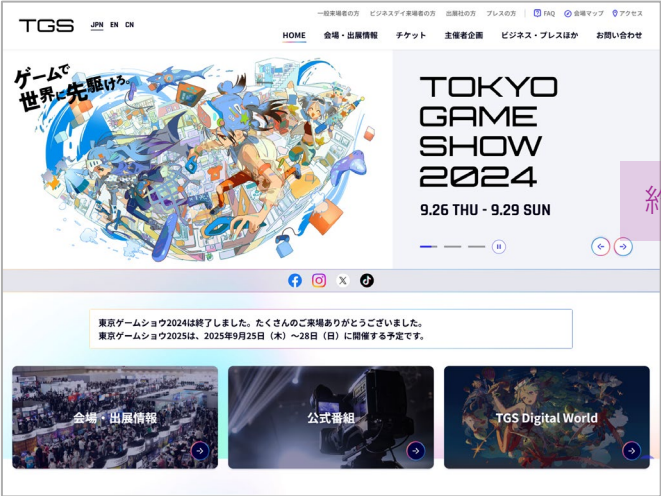 TGS
JPN EN CN
一般来場者の方 ビジネスデイ来場者の方 出展社の方 プレスの方 FAQ 会場マップ アクセス
HOME 会場・出展情報 チケット 主催者企画 ビジネス・プレスほか お問い合わせ
ゲームで
世界に先駆けろ。
TOKYO
GAME
SHOW
2024
9.26 THU - 9.29 SUN
東京ゲームショウ2024は終了しました。たくさんのご来場ありがとうございました。
東京ゲームショウ2025は、2025年9月25日（木）～28日（日）に開催する予定です。
会場・出展情報
公式番組
TGS Digital World